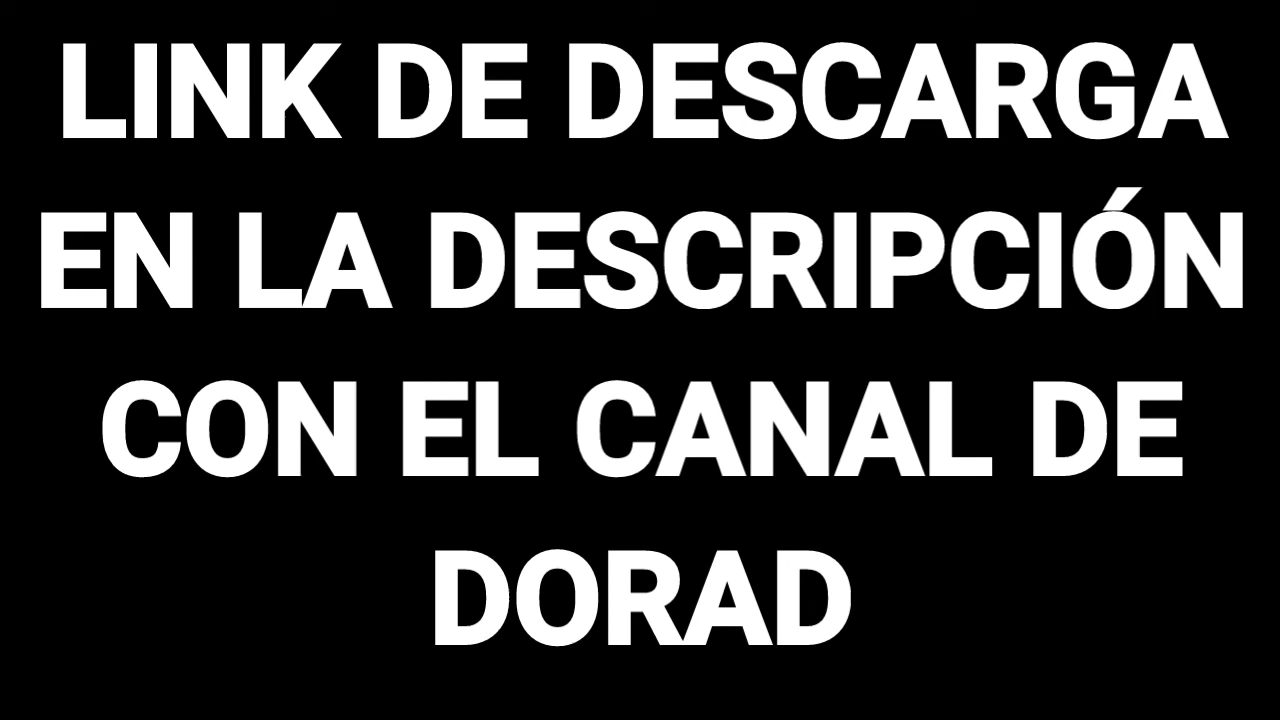 LINK DE DESCARGA
EN LA DESCRIPCIÓN
CON EL CANAL DE
DORAD